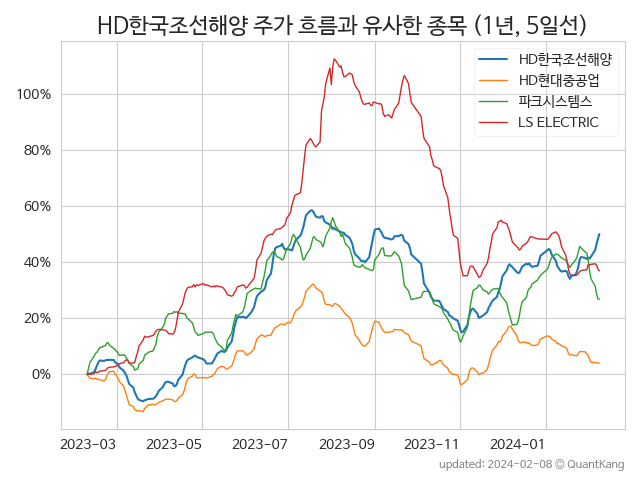 HD한국조선해양 주가 흐름과 유사한 종목 (1년, 5일선)
HD한국조선해양
HD현대중공업
파크시스템스
LS ELECTRIC
100%
80%
60%
40%
20%
0%
2023-03 2023-05 2023-07 2023-09 2023-11 2024-01
updated: 2024-02-08 © QuantKang